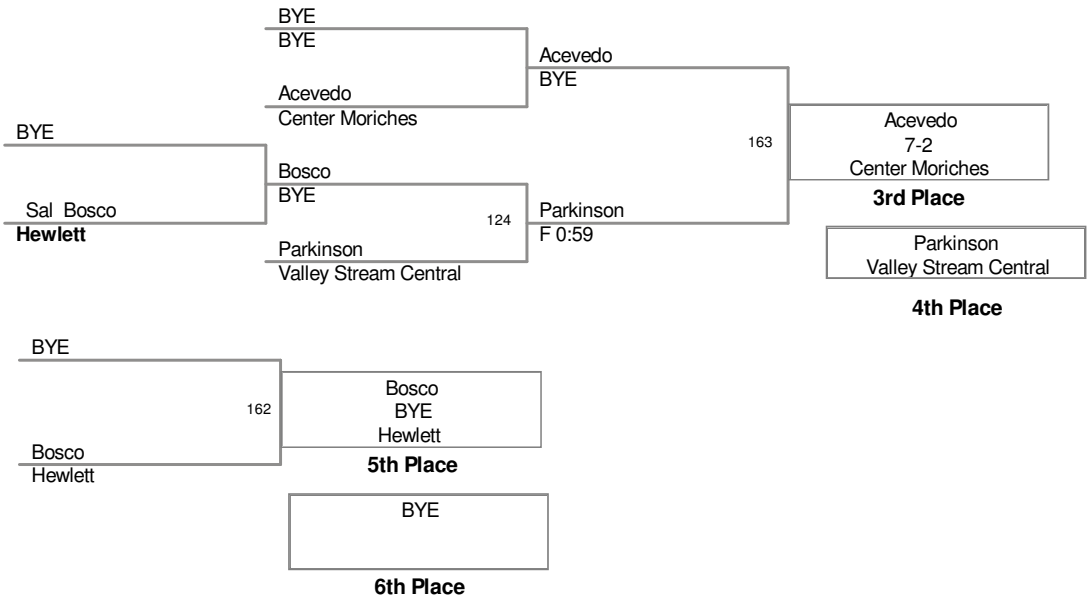 BYE
BYE
Acevedo
BYE
Acevedo
Center Moriches
BYE
163
Acevedo
7-2
Center Moriches
3rd Place
Bosco
BYE
Sal Bosco
Hewlett
124
Parkinson
F 0:59
Parkinson
Valley Stream Central
Parkinson
Valley Stream Central
4th Place
BYE
162
Bosco
BYE
Hewlett
5th Place
Bosco
Hewlett
BYE
6th Place